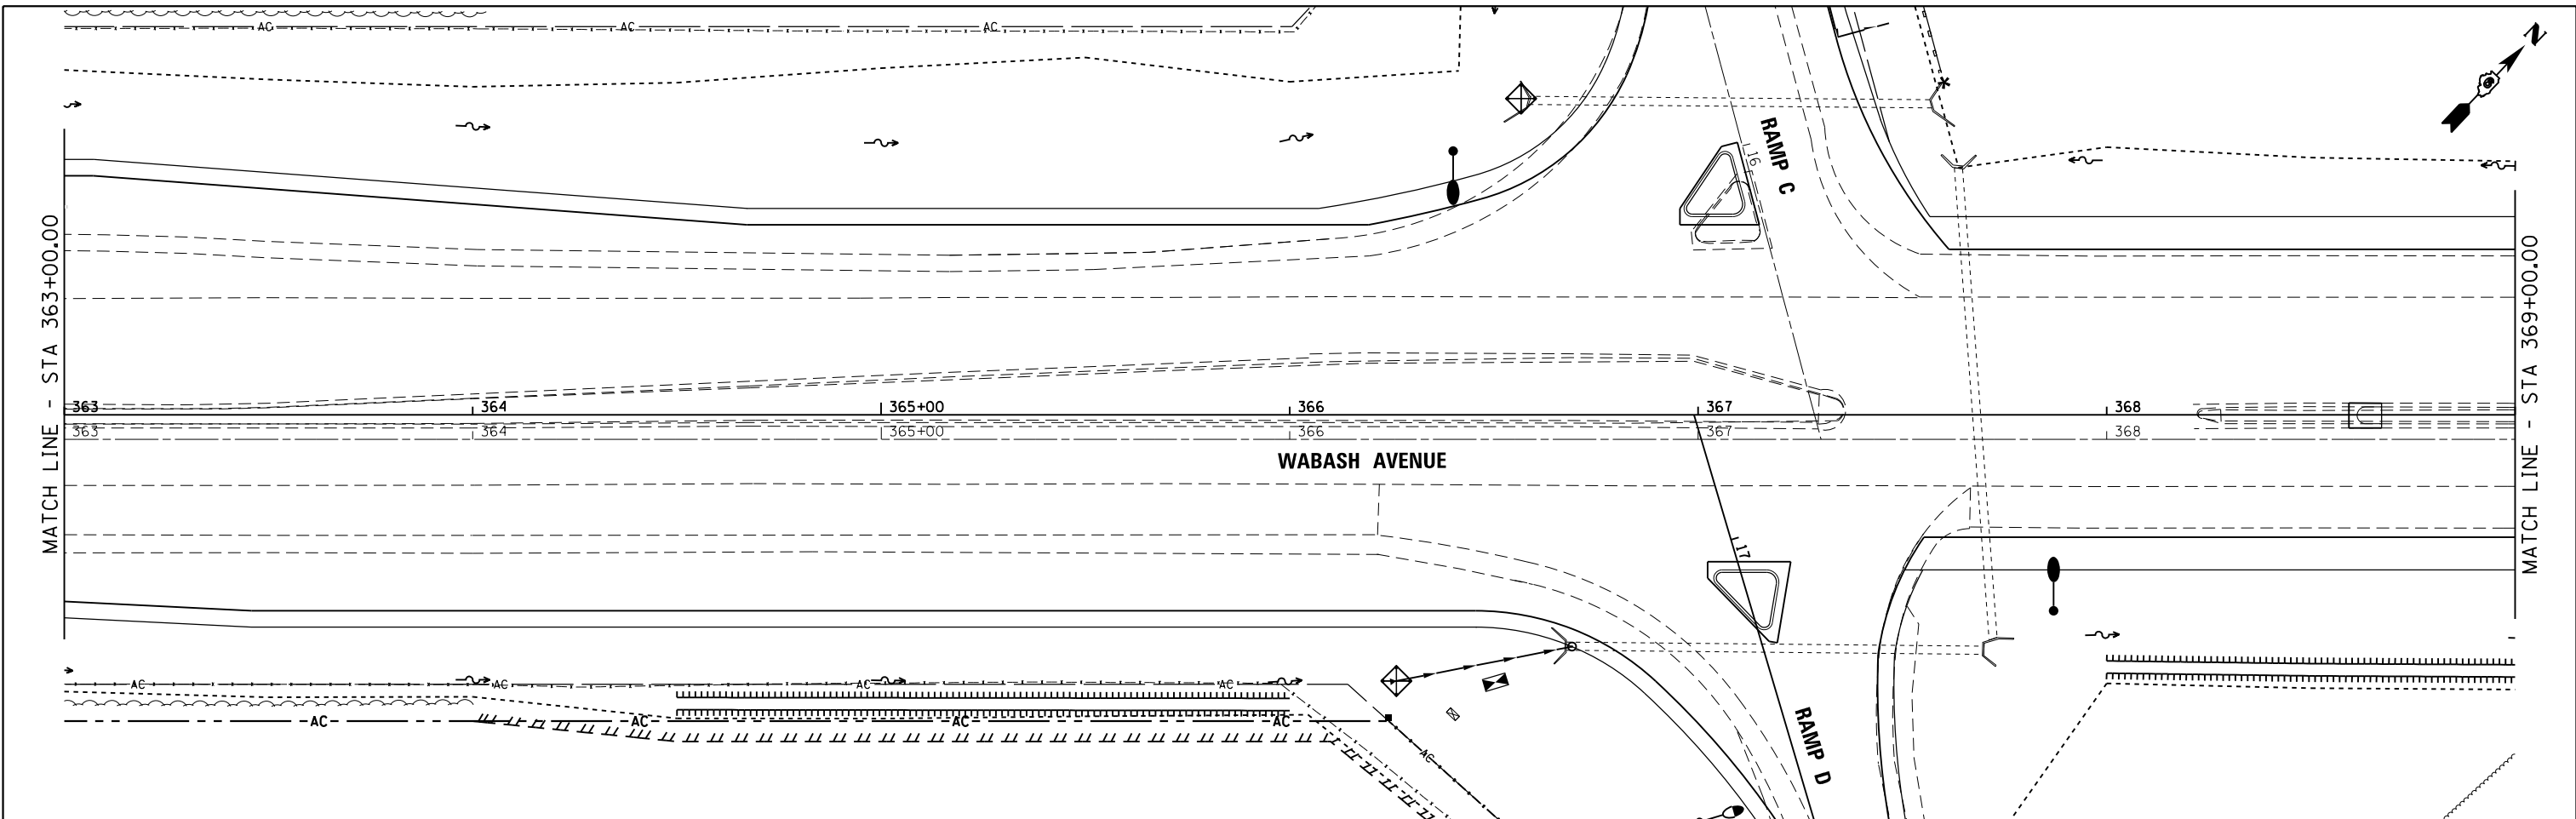 AC AC AC
N
RAMP C
16
MATCH LINE - STA 363+00.00
MATCH LINE - STA 369+00.00
363 364 365+00 366 367 368
363 364 365+00 366 367 368
WABASH AVENUE
17
AC AC AC AC
AC AC AC AC
AC
RAMP D